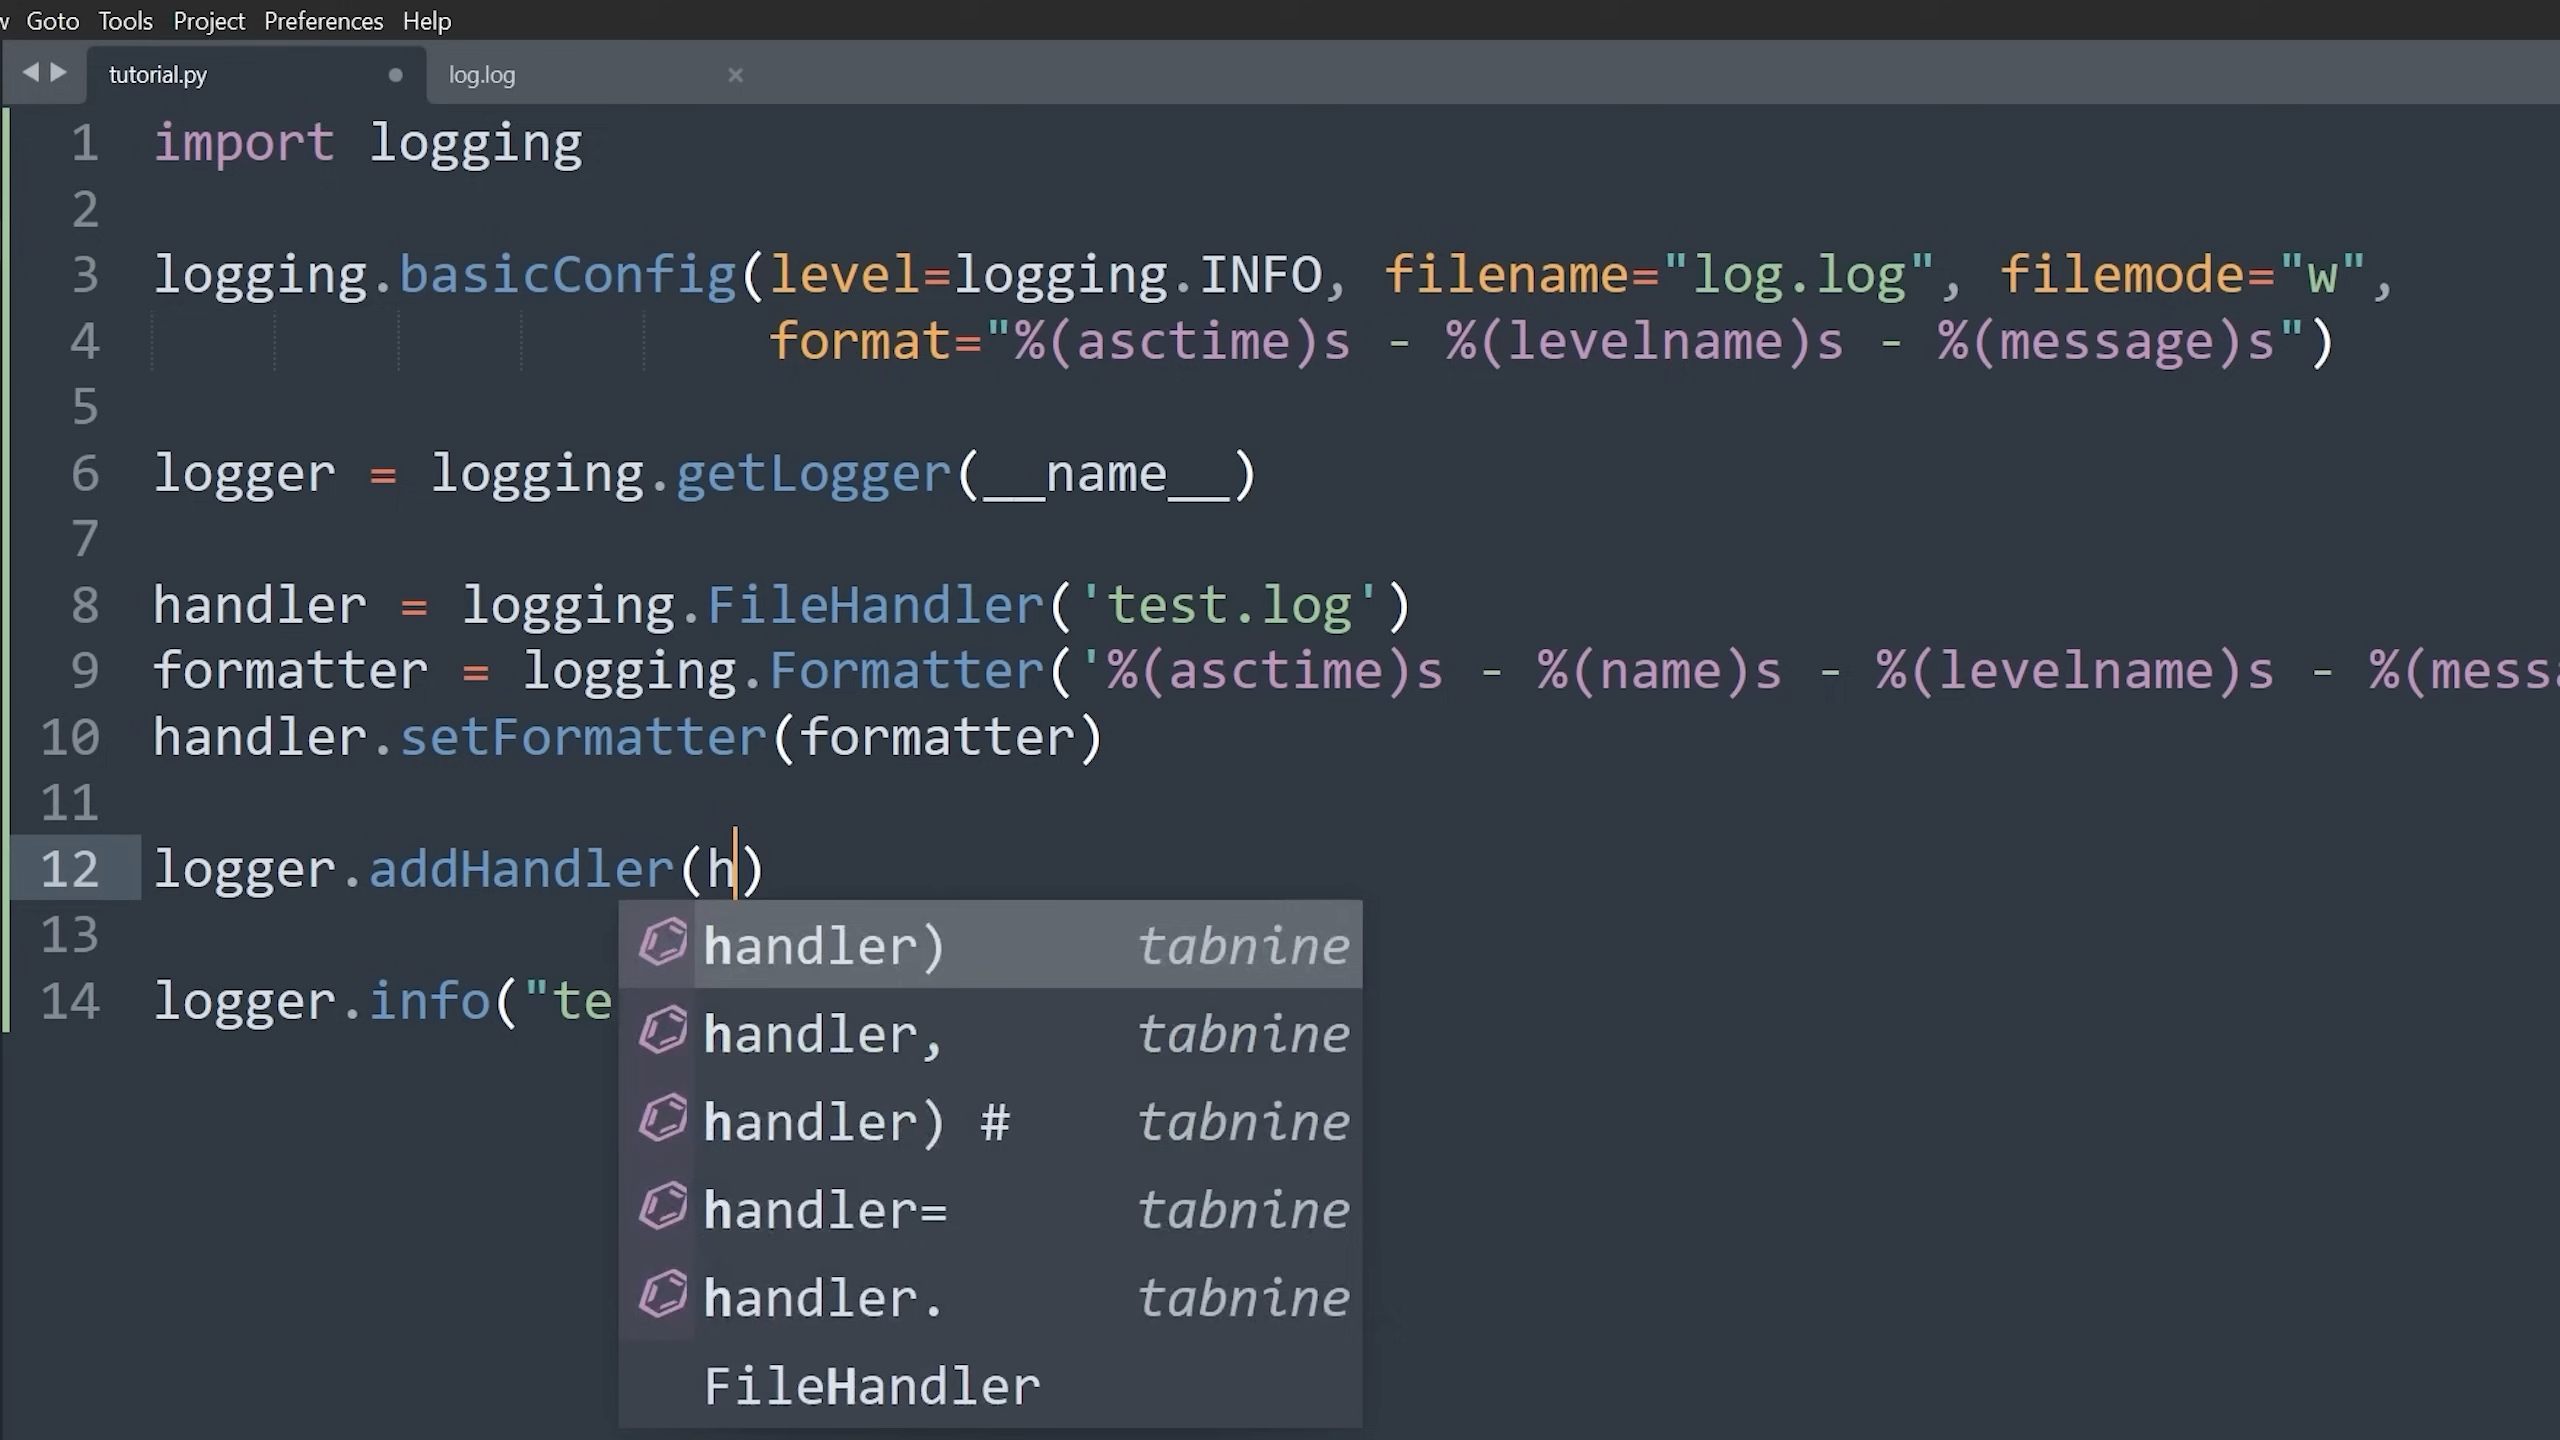 Goto Tools Project Preferences Help
tutorial.py log.log
1 import logging
2
3 logging.basicConfig(level=logging.INFO, filename="log.log", filemode="w",
4 format="%(asctime)s - %(levelname)s - %(message)s")
5
6 logger = logging.getLogger(__name__)
7
8 handler = logging.FileHandler('test.log')
9 formatter = logging.Formatter('%(asctime)s - %(name)s - %(levelname)s - %(mess
10 handler.setFormatter(formatter)
11
12 logger.addHandler(h)
13
14 logger.info("te
handler) tabnine
handler, tabnine
handler) # tabnine
handler= tabnine
handler. tabnine
FileHandler